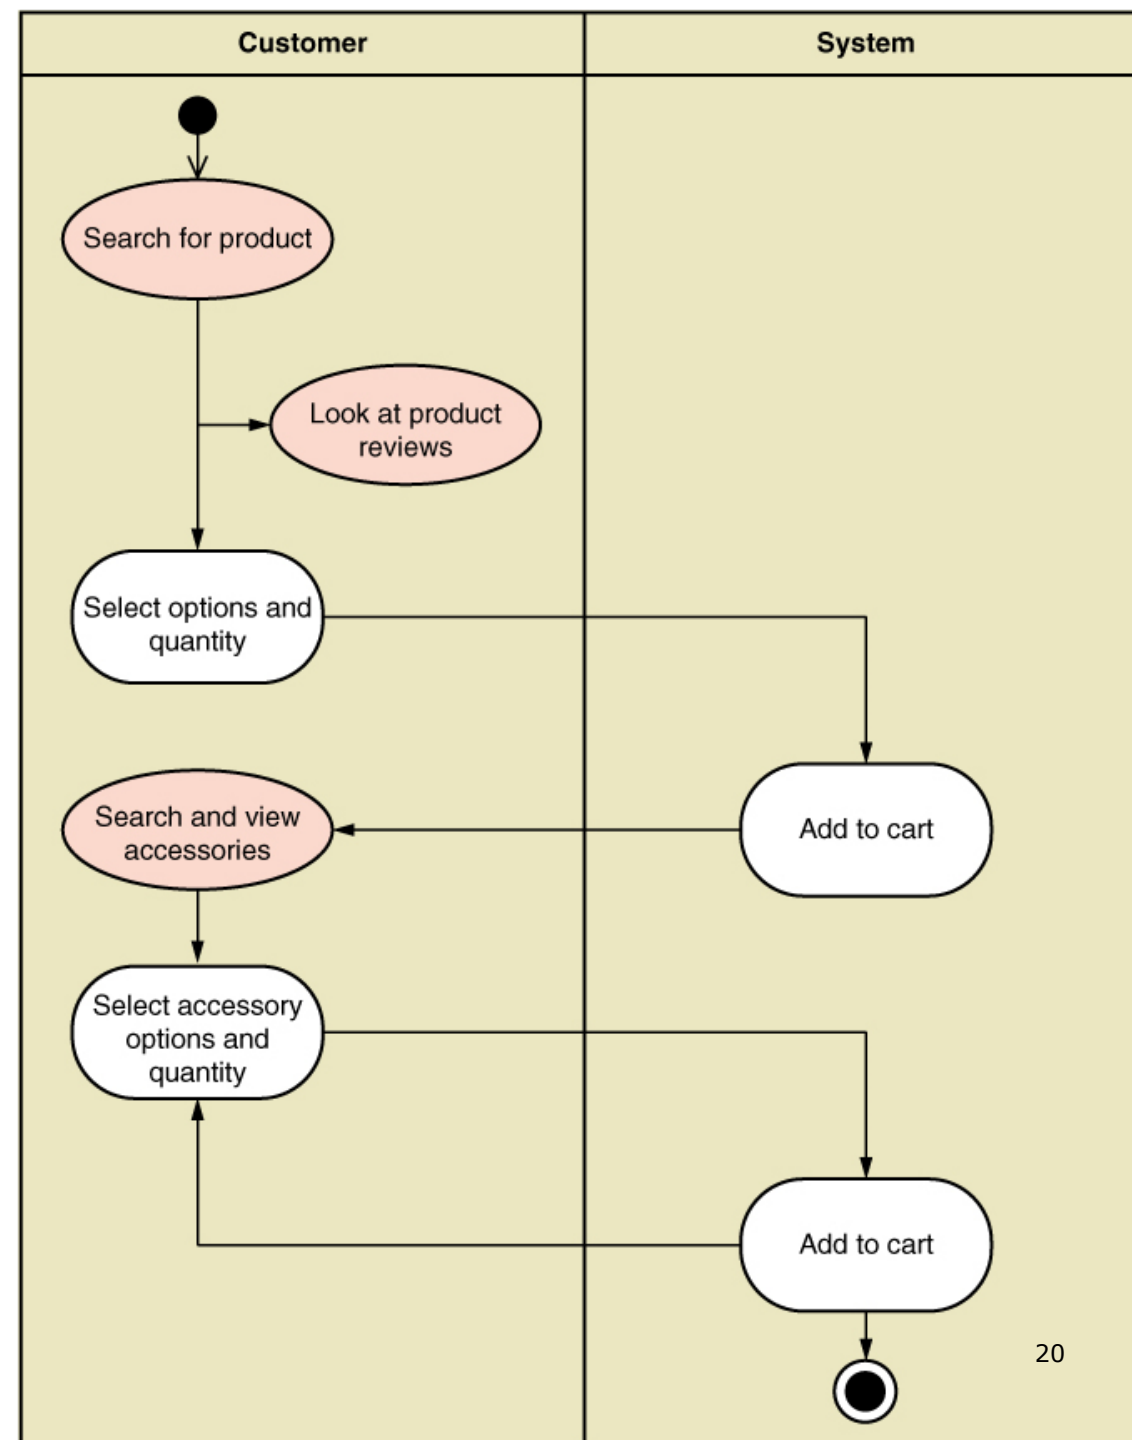 Customer
System
Search for product
Look at product
reviews
Select options and
quantity
Search and view
accessories
Add to cart
Select accessory
options and
quantity
Add to cart
20